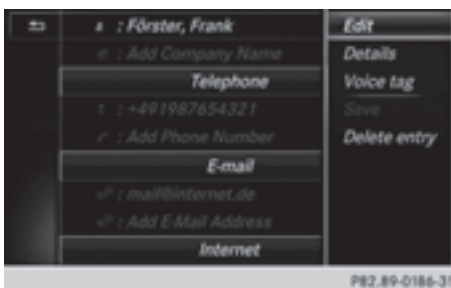 : Förster, Frank
: Add Company Name
Telephone
: +491987654321
: Add Phone Number
E-mail
: mail@internet.de
: Add E-Mail Address
Internet
Edit
Details
Voice tag
Save
Delete entry
P82.89-0186-31